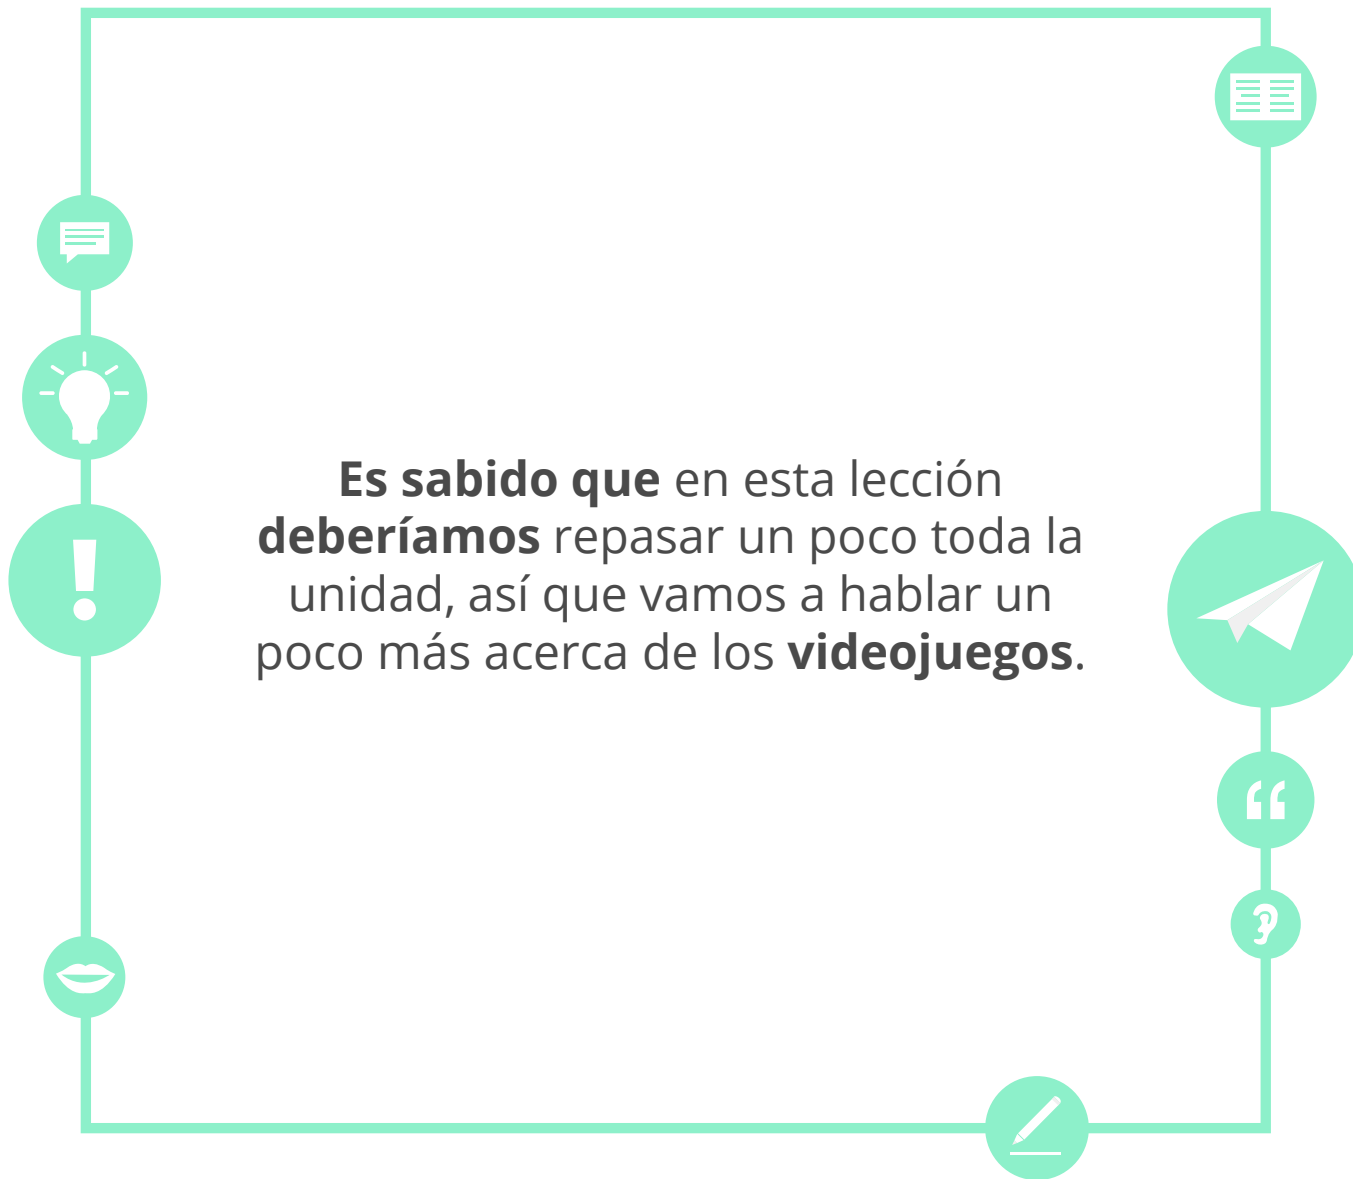 Es sabido que en esta lección
deberíamos repasar un poco toda la
unidad, así que vamos a hablar un
poco más acerca de los videojuegos.